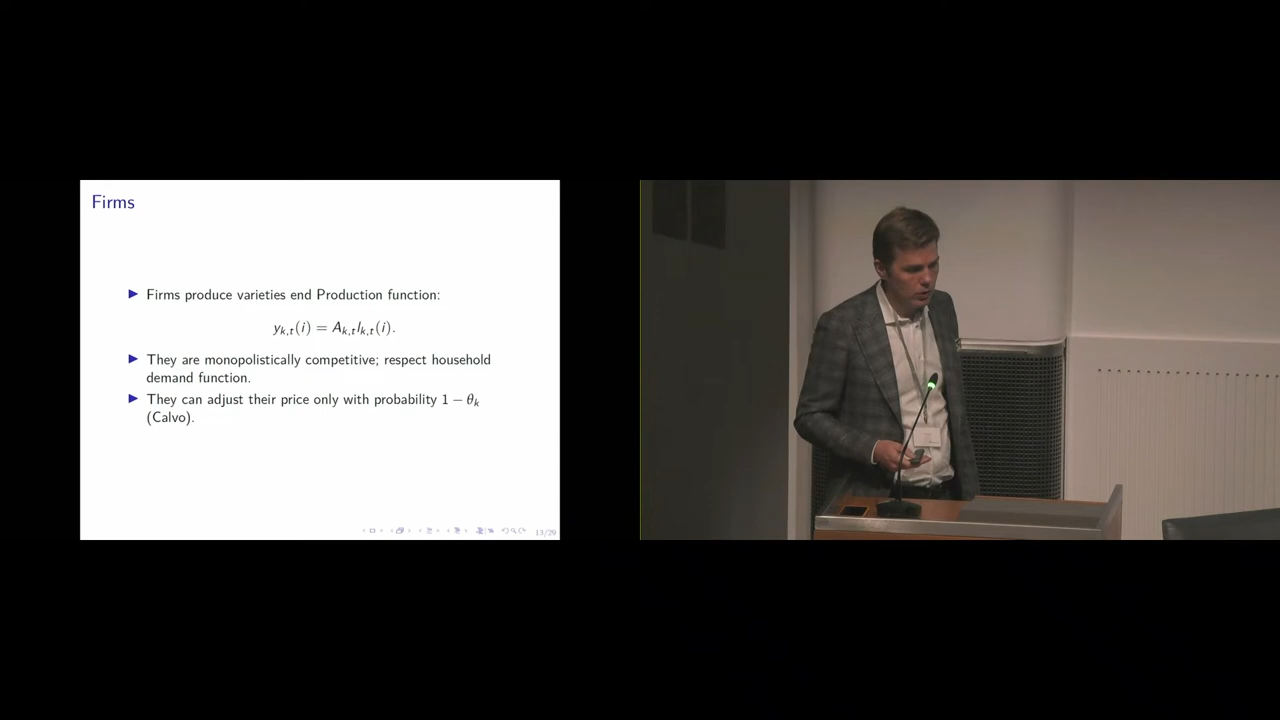 Firms
Firms produce varieties end Production function:
y_{k,t}(i) = A_{k,t} l_{k,t}(i).
They are monopolistically competitive; respect household
demand function.
They can adjust their price only with probability 1 − θ_k
(Calvo).
13/29